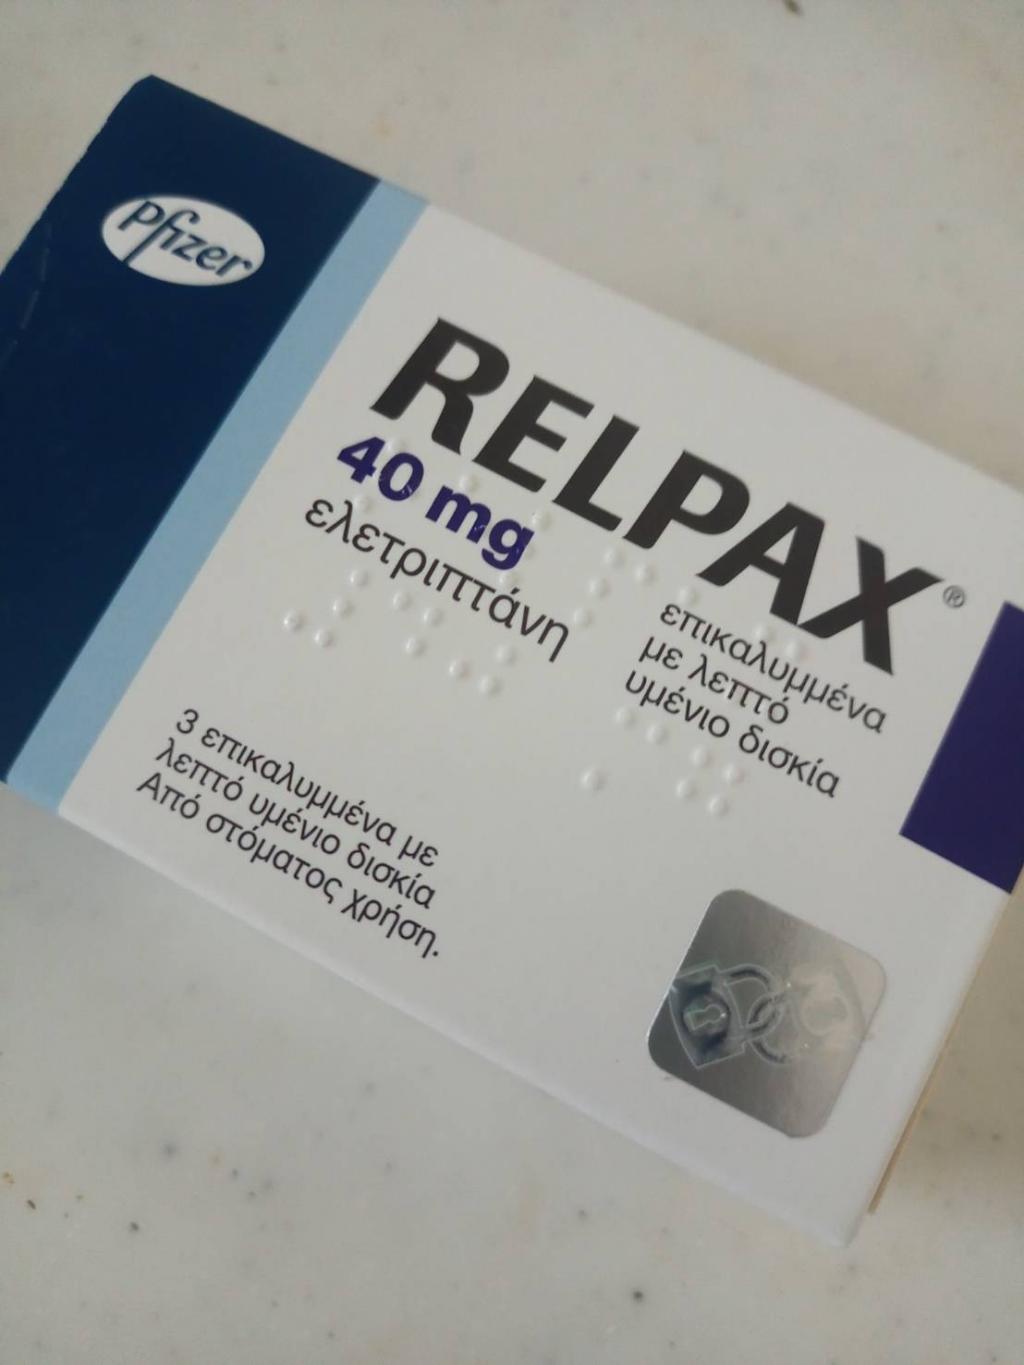 Pfizer
RELPAX®
40 mg
ελετριπτάνη
επικαλυμμένα
με λεπτό
υμένιο δισκία
3 επικαλυμμένα με
λεπτό υμένιο δισκία
Από στόματος χρήση.